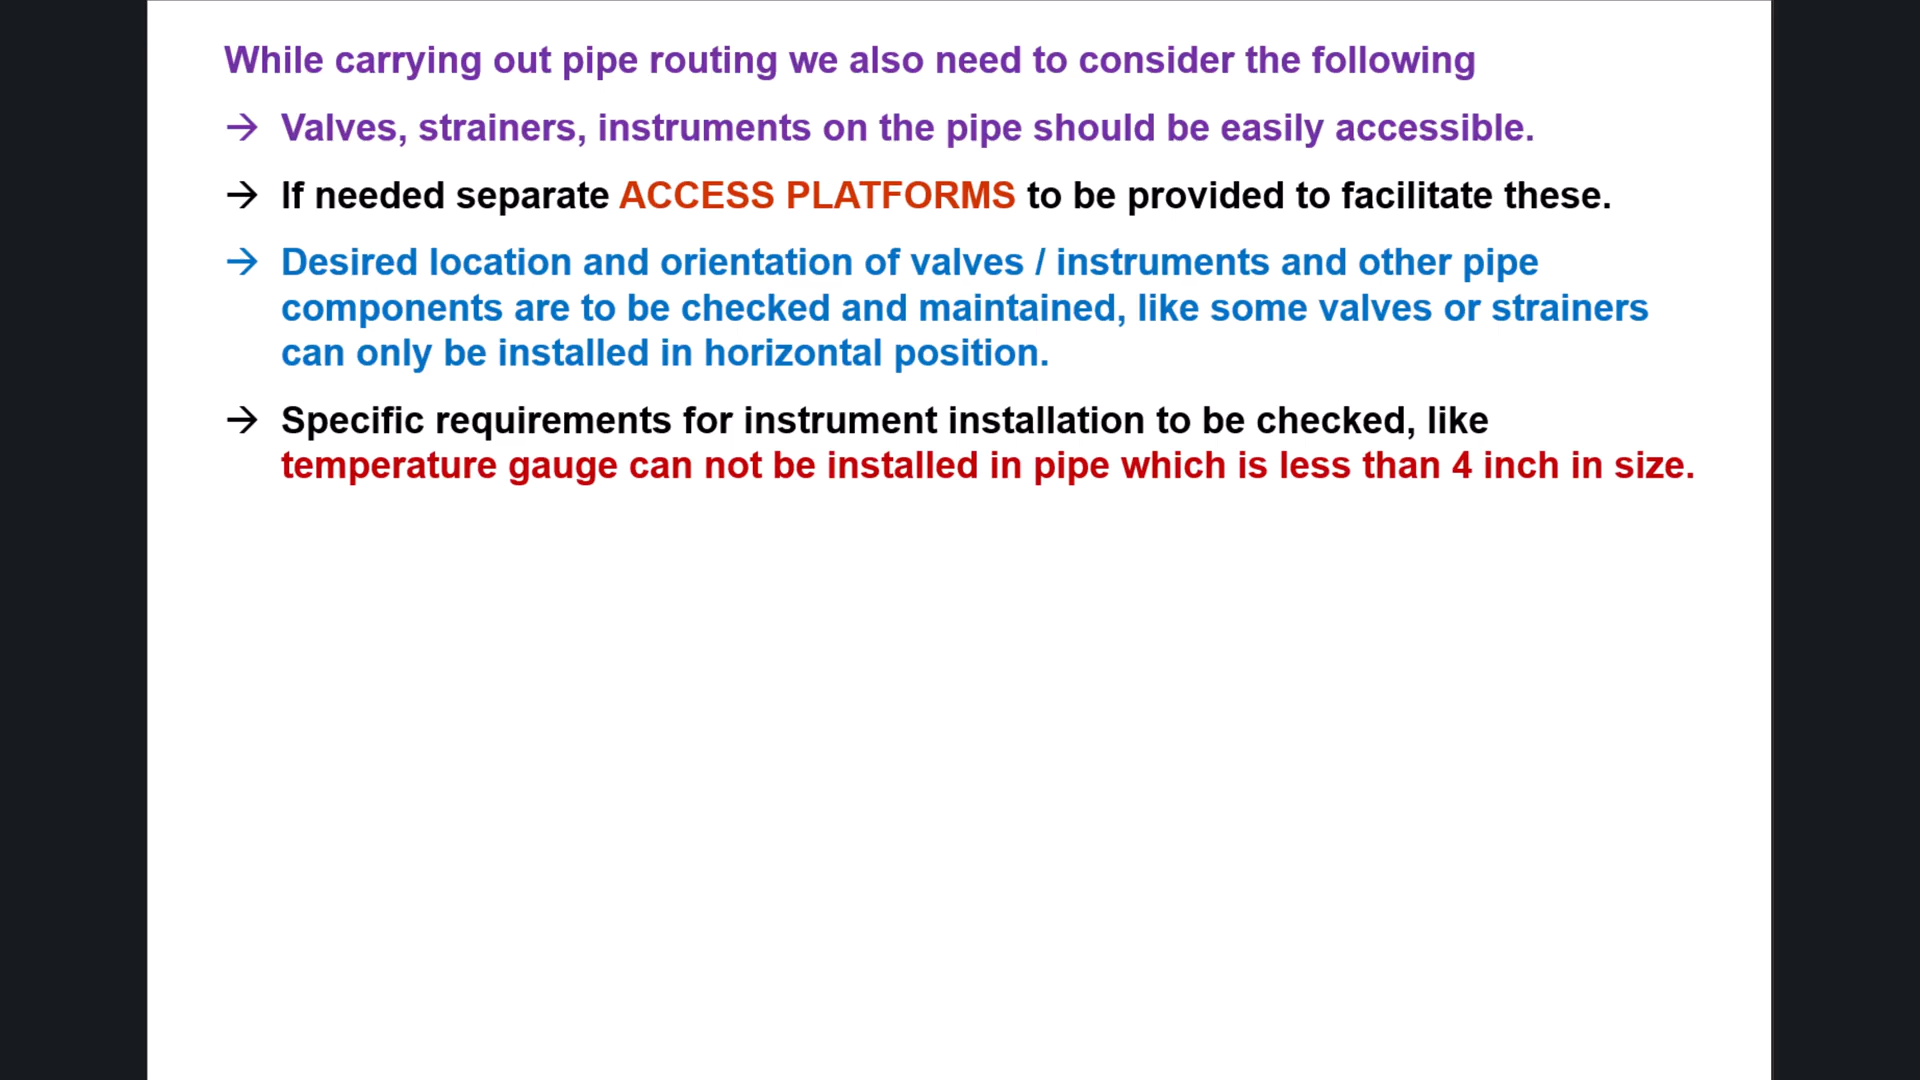 While carrying out pipe routing we also need to consider the following
→ Valves, strainers, instruments on the pipe should be easily accessible.
→ If needed separate ACCESS PLATFORMS to be provided to facilitate these.
→ Desired location and orientation of valves / instruments and other pipe
components are to be checked and maintained, like some valves or strainers
can only be installed in horizontal position.
→ Specific requirements for instrument installation to be checked, like
temperature gauge can not be installed in pipe which is less than 4 inch in size.